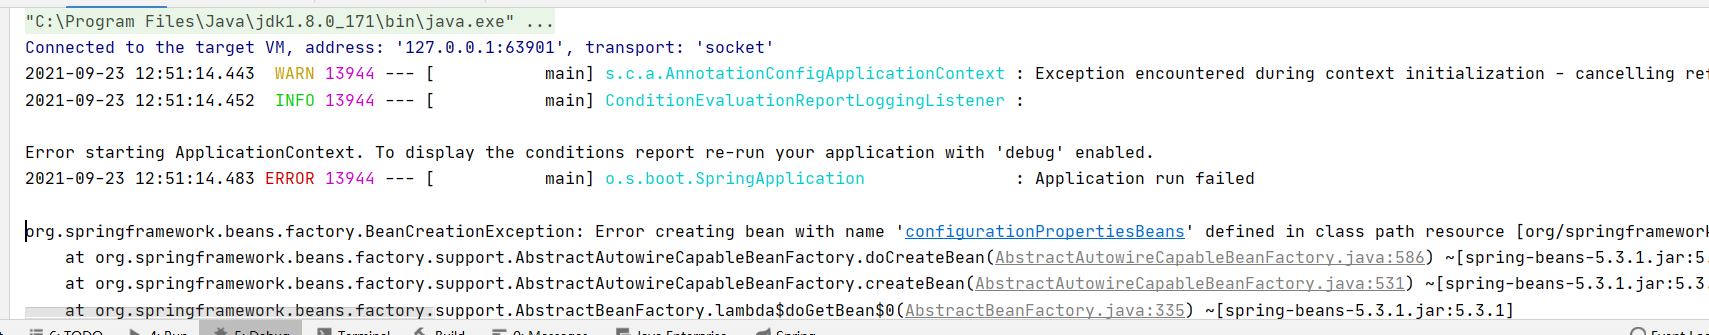 "C:\Program Files\Java\jdk1.8.0_171\bin\java.exe" ...
Connected to the target VM, address: '127.0.0.1:63901', transport: 'socket'
2021-09-23 12:51:14.443  WARN 13944 --- [           main] s.c.a.AnnotationConfigApplicationContext : Exception encountered during context initialization - cancelling ref
2021-09-23 12:51:14.452  INFO 13944 --- [           main] ConditionEvaluationReportLoggingListener :
Error starting ApplicationContext. To display the conditions report re-run your application with 'debug' enabled.
2021-09-23 12:51:14.483 ERROR 13944 --- [           main] o.s.boot.SpringApplication               : Application run failed
org.springframework.beans.factory.BeanCreationException: Error creating bean with name 'configurationPropertiesBeans' defined in class path resource [org/springframework
    at org.springframework.beans.factory.support.AbstractAutowireCapableBeanFactory.doCreateBean(AbstractAutowireCapableBeanFactory.java:586) ~[spring-beans-5.3.1.jar:5.
    at org.springframework.beans.factory.support.AbstractAutowireCapableBeanFactory.createBean(AbstractAutowireCapableBeanFactory.java:531) ~[spring-beans-5.3.1.jar:5.3.
    at org.springframework.beans.factory.support.AbstractBeanFactory.lambda$doGetBean$0(AbstractBeanFactory.java:335) ~[spring-beans-5.3.1.jar:5.3.1]
6: TODO 4: Run 5: Debug Terminal Build 0: Messages Java Enterprise Spring